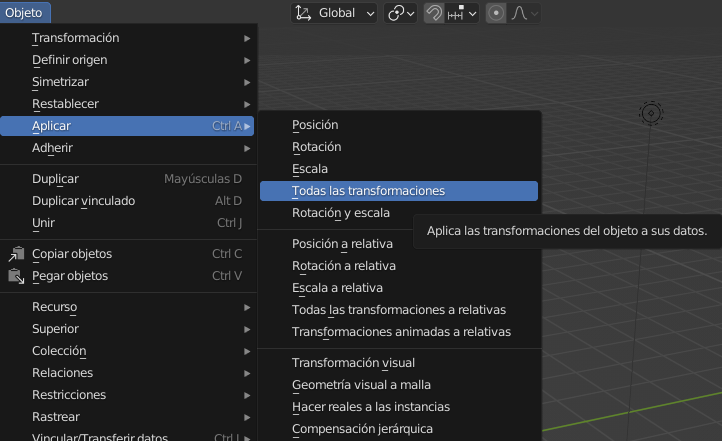 Objeto
Global
Transformación
Definir origen
Simetrizar
Restablecer
Aplicar Ctrl A
Adherir
Duplicar Mayúsculas D
Duplicar vinculado Alt D
Unir Ctrl J
Copiar objetos Ctrl C
Pegar objetos Ctrl V
Recurso
Superior
Colección
Relaciones
Restricciones
Rastrear
Vincular/Transferir datos Ctrl L
Posición
Rotación
Escala
Todas las transformaciones
Rotación y escala
Posición a relativa
Rotación a relativa
Escala a relativa
Todas las transformaciones a relativas
Transformaciones animadas a relativas
Transformación visual
Geometría visual a malla
Hacer reales a las instancias
Compensación jerárquica
Aplica las transformaciones del objeto a sus datos.